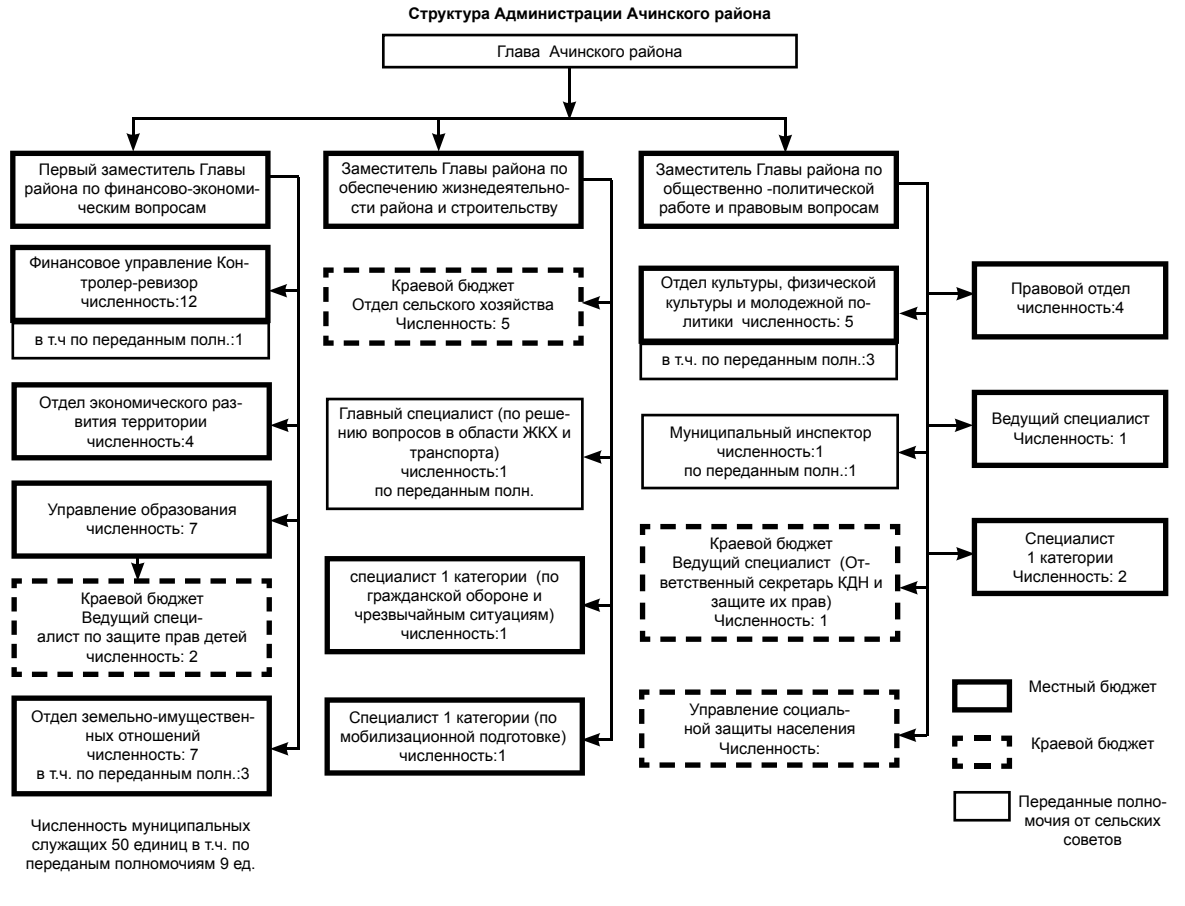 Структура Администрации Ачинского района
Глава Ачинского района
Первый заместитель Главы
района по финансово-экономи-
ческим вопросам
Финансовое управление Кон-
тролер-ревизор
численность:12
в т.ч по переданным полн.:1
Отдел экономического раз-
вития территории
численность:4
Управление образования
численность: 7
Краевой бюджет
Ведущий специ-
алист по защите прав детей
численность: 2
Отдел земельно-имуществен-
ных отношений
численность: 7
в т.ч. по переданным полн.:3
Численность муниципальных
служащих 50 единиц в т.ч. по
переданым полномочиям 9 ед.
Заместитель Главы района по
обеспечению жизнедеятельно-
сти района и строительству
Краевой бюджет
Отдел сельского хозяйства
Численность: 5
Главный специалист (по реше-
нию вопросов в области ЖКХ и
транспорта)
численность:1
по переданным полн.
специалист 1 категории (по
гражданской обороне и
чрезвычайным ситуациям)
численность:1
Специалист 1 категории (по
мобилизационной подготовке)
численность:1
Заместитель Главы района по
общественно -политической
работе и правовым вопросам
Отдел культуры, физической
культуры и молодежной по-
литики численность: 5
в т.ч. по переданным полн.:3
Муниципальный инспектор
численность:1
по переданным полн.:1
Краевой бюджет
Ведущий специалист (От-
ветственный секретарь КДН и
защите их прав)
Численность: 1
Управление социаль-
ной защиты населения
Численность:
Правовой отдел
численность:4
Ведущий специалист
Численность: 1
Специалист
1 категории
Численность: 2
Местный бюджет
Краевой бюджет
Переданные полно-
мочия от сельских
советов